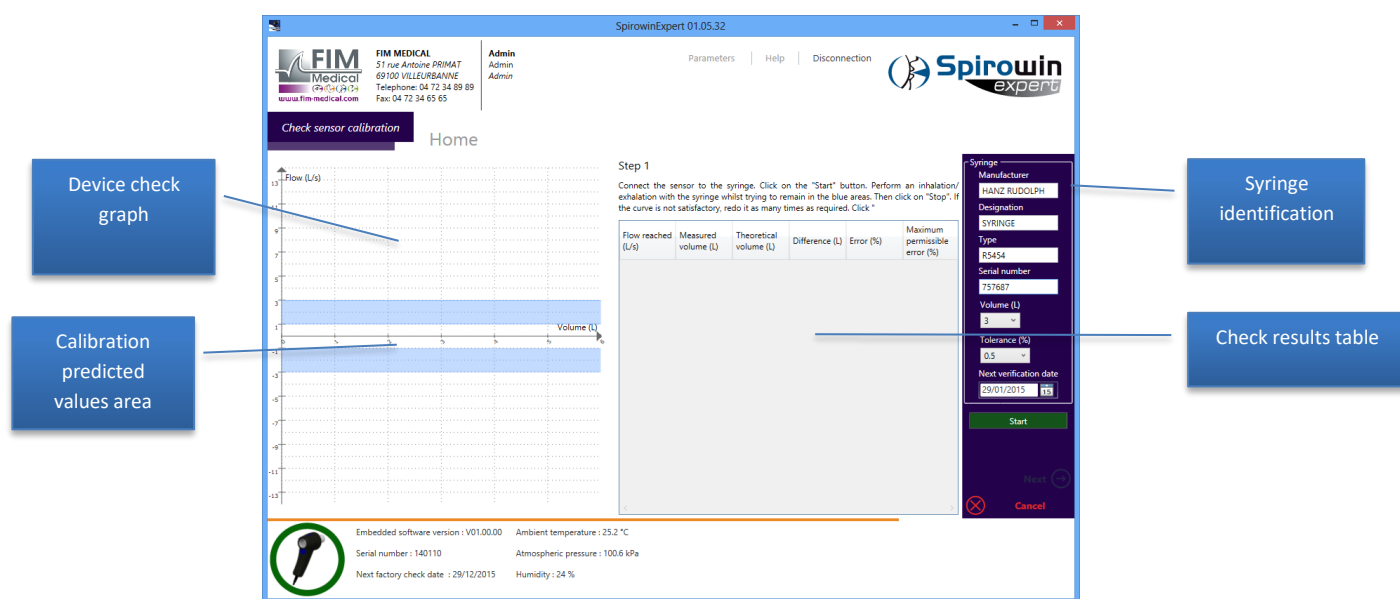 SpirowinExpert 01.05.32
FIM
Medical
www.fim-medical.com
FIM MEDICAL
51 rue Antoine PRIMAT
69100 VILLEURBANNE
Telephone: 04 72 34 89 89
Fax: 04 72 34 65 65
Admin
Admin
Admin
Parameters
Help
Disconnection
Spirowin
expert
Check sensor calibration
Home
Device check
graph
Calibration
predicted
values area
Flow (L/s)
13
11
9
7
5
3
1
-1
-3
-5
-7
-9
-11
-13
Volume (L)
0 1 2 3 4 5 6
Step 1
Connect the sensor to the syringe. Click on the "Start" button. Perform an inhalation/
exhalation with the syringe whilst trying to remain in the blue areas. Then click on "Stop". If
the curve is not satisfactory, redo it as many times as required. Click "
Flow reached
(L/s)
Measured
volume (L)
Theoretical
volume (L)
Difference (L)
Error (%)
Maximum
permissible
error (%)
Syringe
Manufacturer
HANZ RUDOLPH
Designation
SYRINGE
Type
R5454
Serial number
757687
Volume (L)
3
Tolerance (%)
0.5
Next verification date
29/01/2015
15
Start
Next
Cancel
Syringe
identification
Check results table
Embedded software version : V01.00.00
Serial number : 140110
Next factory check date : 29/12/2015
Ambient temperature : 25.2 °C
Atmospheric pressure : 100.6 kPa
Humidity : 24 %